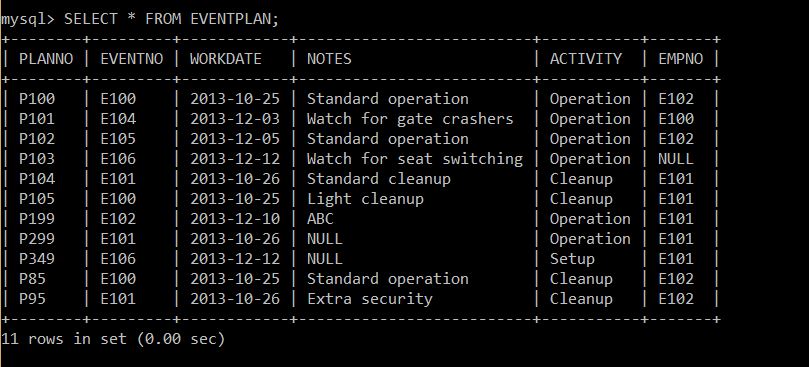 mysql> SELECT * FROM EVENTPLAN;
+--------+---------+------------+--------------------------+-----------+-------+
| PLANNO | EVENTNO | WORKDATE   | NOTES                    | ACTIVITY  | EMPNO |
+--------+---------+------------+--------------------------+-----------+-------+
| P100   | E100    | 2013-10-25 | Standard operation       | Operation | E102  |
| P101   | E104    | 2013-12-03 | Watch for gate crashers  | Operation | E100  |
| P102   | E105    | 2013-12-05 | Standard operation       | Operation | E102  |
| P103   | E106    | 2013-12-12 | Watch for seat switching | Operation | NULL  |
| P104   | E101    | 2013-10-26 | Standard cleanup         | Cleanup   | E101  |
| P105   | E100    | 2013-10-25 | Light cleanup            | Cleanup   | E101  |
| P199   | E102    | 2013-12-10 | ABC                      | Operation | E101  |
| P299   | E101    | 2013-10-26 | NULL                     | Operation | E101  |
| P349   | E106    | 2013-12-12 | NULL                     | Setup     | E101  |
| P85    | E100    | 2013-10-25 | Standard operation       | Cleanup   | E102  |
| P95    | E101    | 2013-10-26 | Extra security           | Cleanup   | E102  |
+--------+---------+------------+--------------------------+-----------+-------+
11 rows in set (0.00 sec)